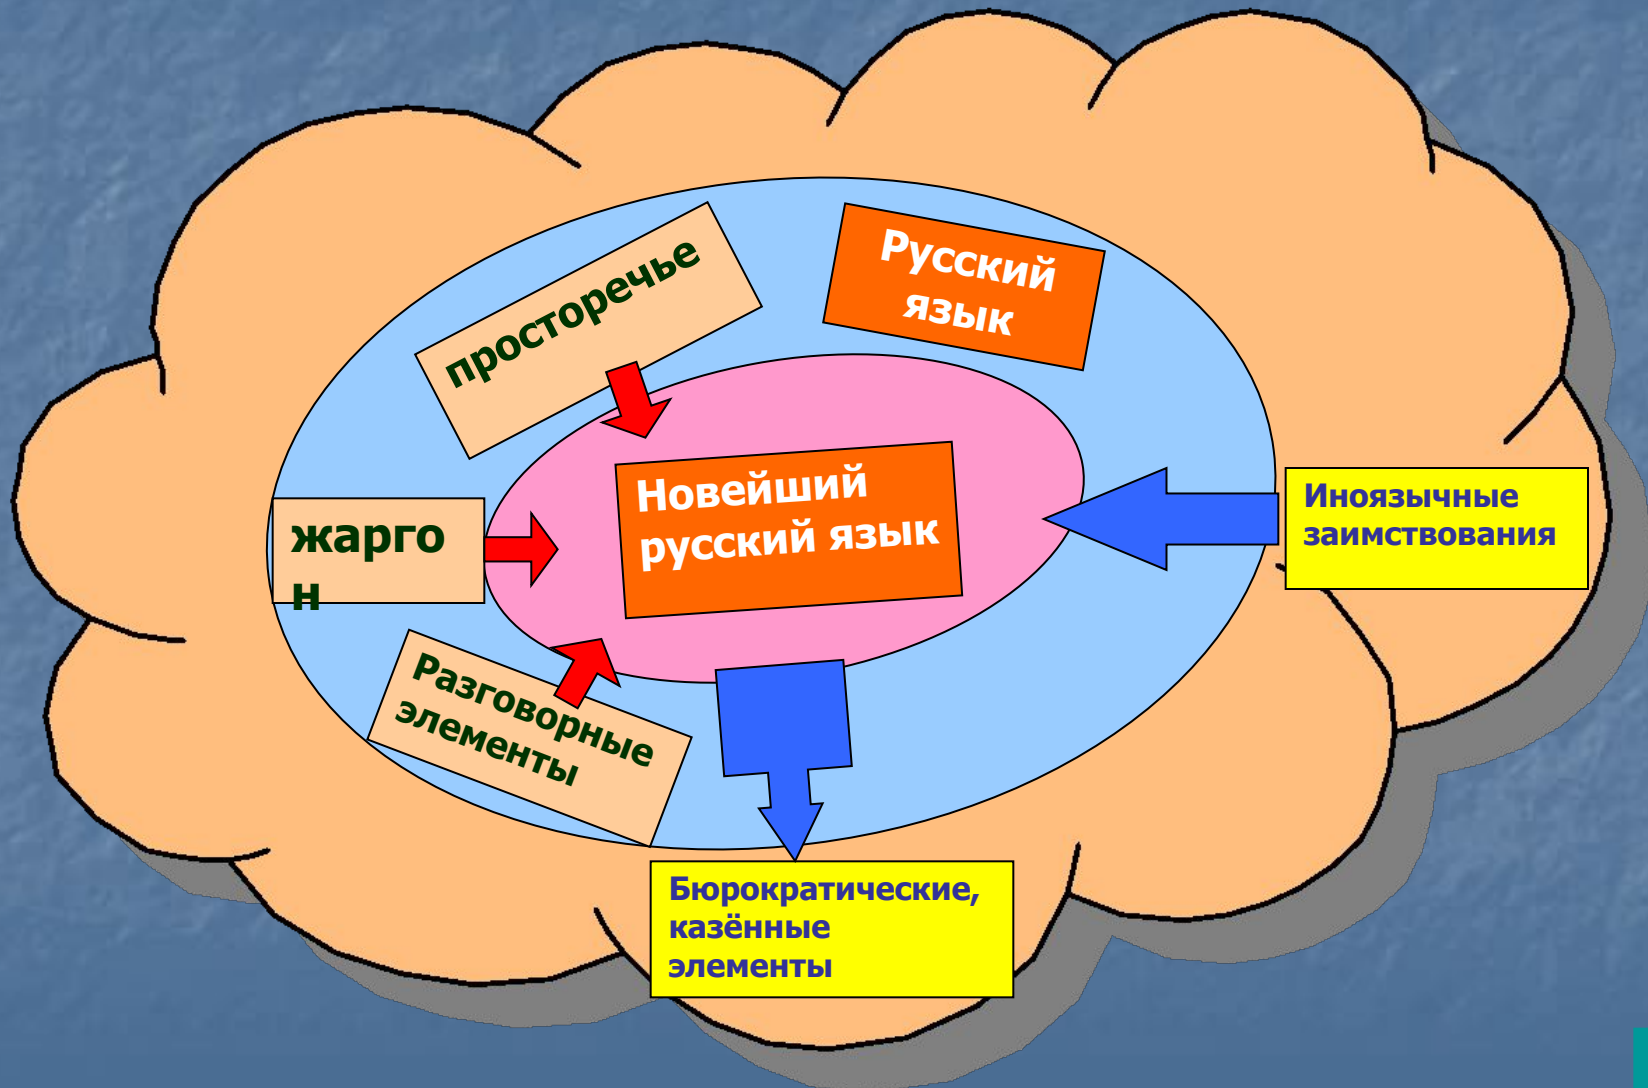 просторечье
Русский
язык
Новейший
русский язык
жарго
н
Иноязычные
заимствования
Разговорные
элементы
Бюрократические,
казённые
элементы